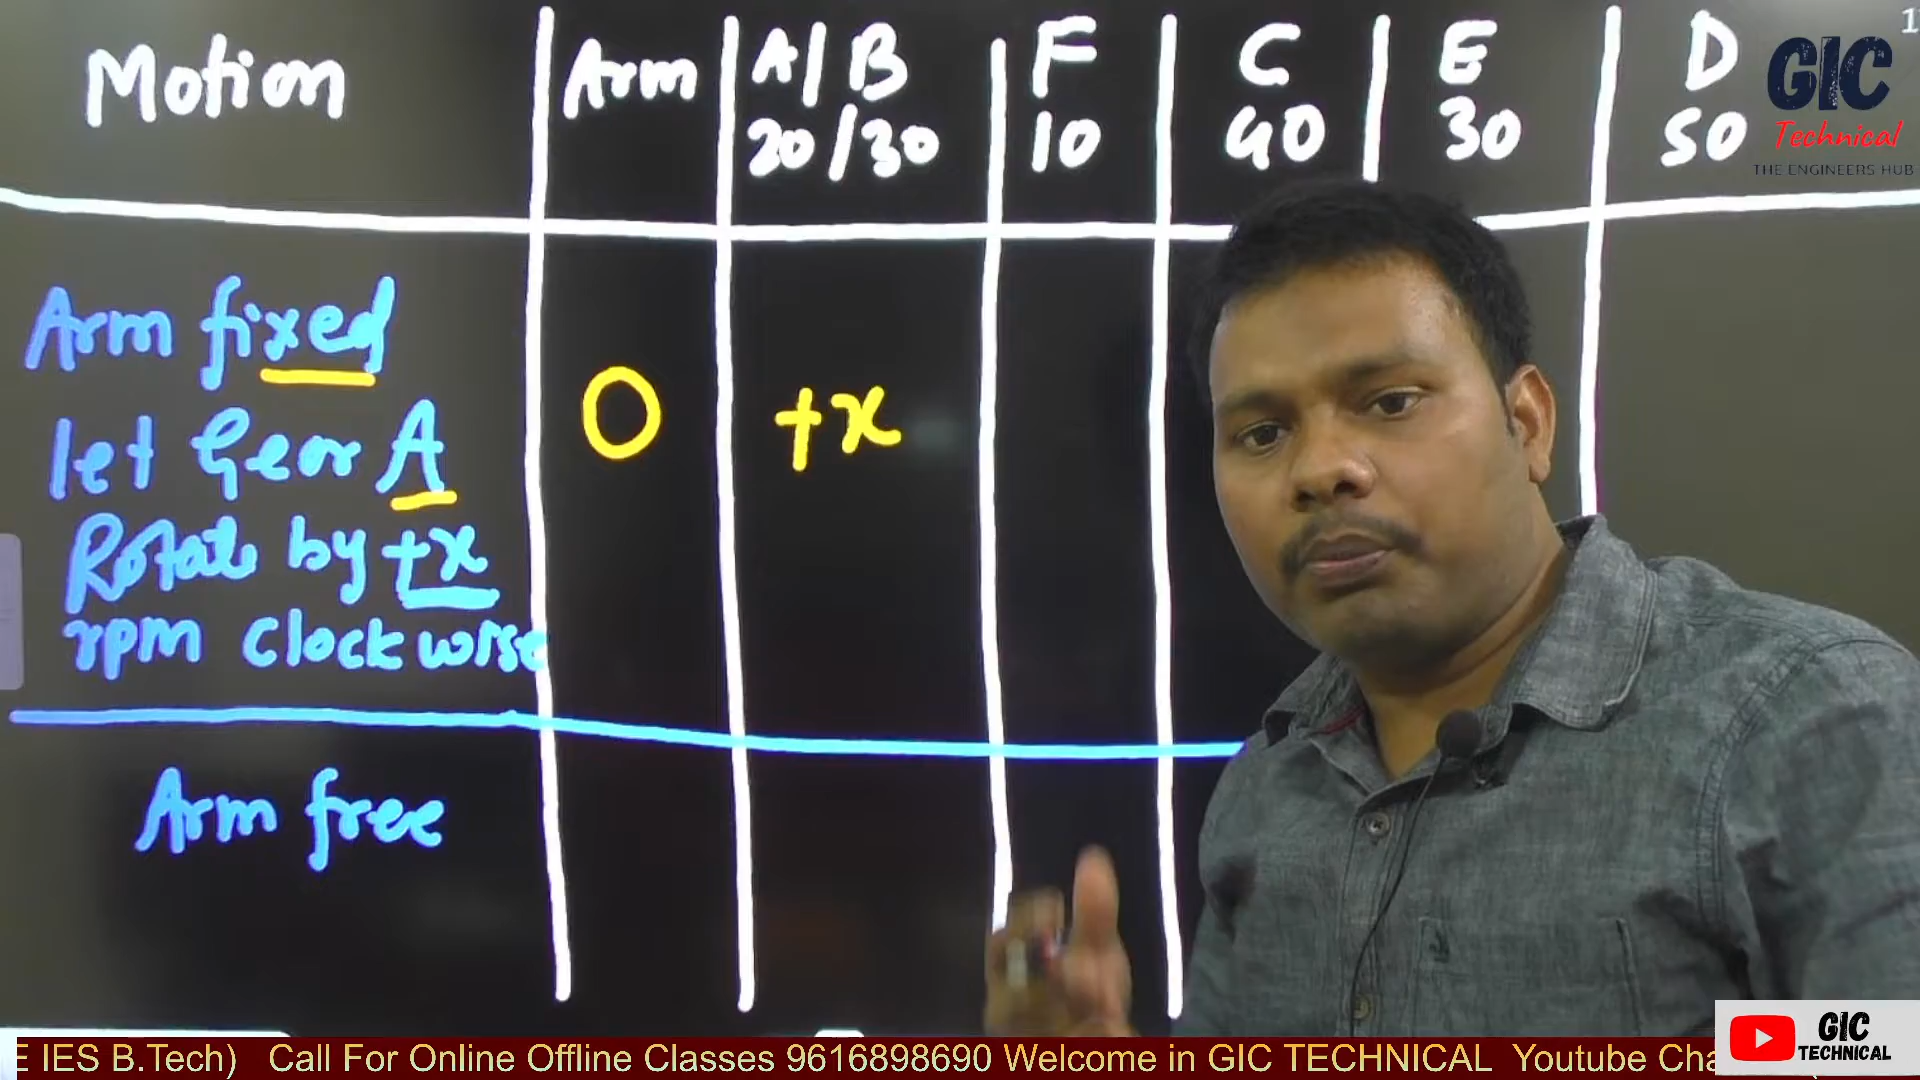 Motion
Arm
A/B
20/30
F
10
C
40
E
30
D
50
GIC
Technical
THE ENGINEERS HUB
Arm fixed
let Gear A
Rotate by +x
rpm clockwise
0
+x
Arm free
E IES B.Tech) Call For Online Offline Classes 9616898690 Welcome in GIC TECHNICAL Youtube Cha
GIC
TECHNICAL